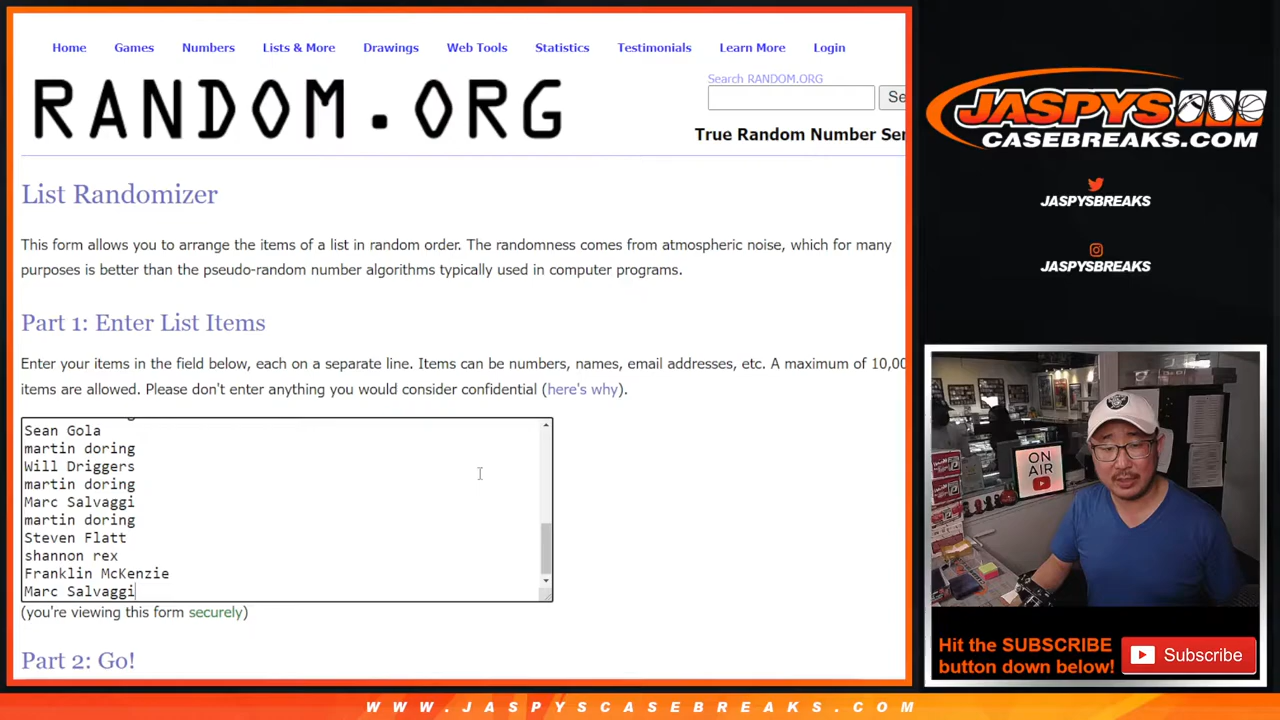 Home Games Numbers Lists & More Drawings Web Tools Statistics Testimonials Learn More Login
RANDOM.ORG
Search RANDOM.ORG
Se
True Random Number Ser
List Randomizer
This form allows you to arrange the items of a list in random order. The randomness comes from atmospheric noise, which for many
purposes is better than the pseudo-random number algorithms typically used in computer programs.
Part 1: Enter List Items
Enter your items in the field below, each on a separate line. Items can be numbers, names, email addresses, etc. A maximum of 10,00
items are allowed. Please don't enter anything you would consider confidential (here's why).
Sean Gola
martin doring
Will Driggers
martin doring
Marc Salvaggi
martin doring
Steven Flatt
shannon rex
Franklin McKenzie
Marc Salvaggi
(you're viewing this form securely)
Part 2: Go!
JASPYS
CASEBREAKS.COM
JASPYSBREAKS
JASPYSBREAKS
ON
AIR
Hit the SUBSCRIBE
button down below!
Subscribe
WWW.JASPYSCASEBREAKS.COM